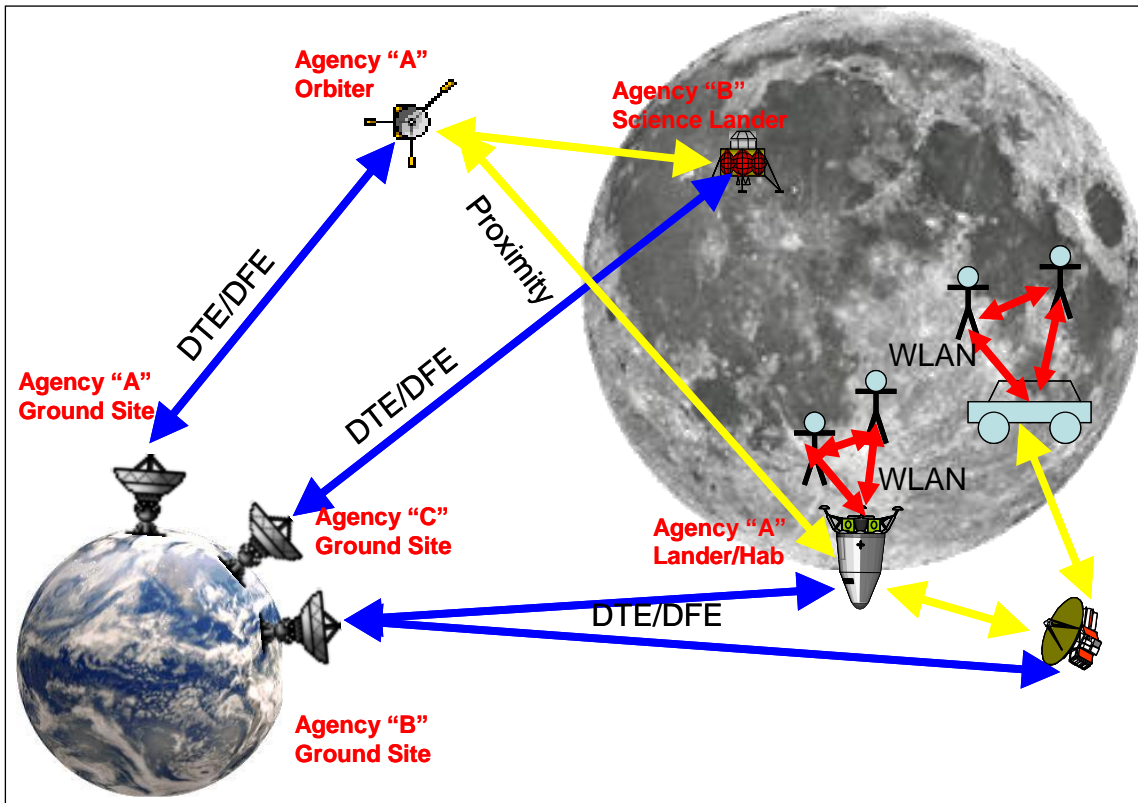 Agency “A”
Orbiter
Agency “B”
Science Lander
Proximity
DTE/DFE
DTE/DFE
WLAN
Agency “A”
Ground Site
WLAN
Agency “C”
Ground Site
Agency “A”
Lander/Hab
DTE/DFE
Agency “B”
Ground Site